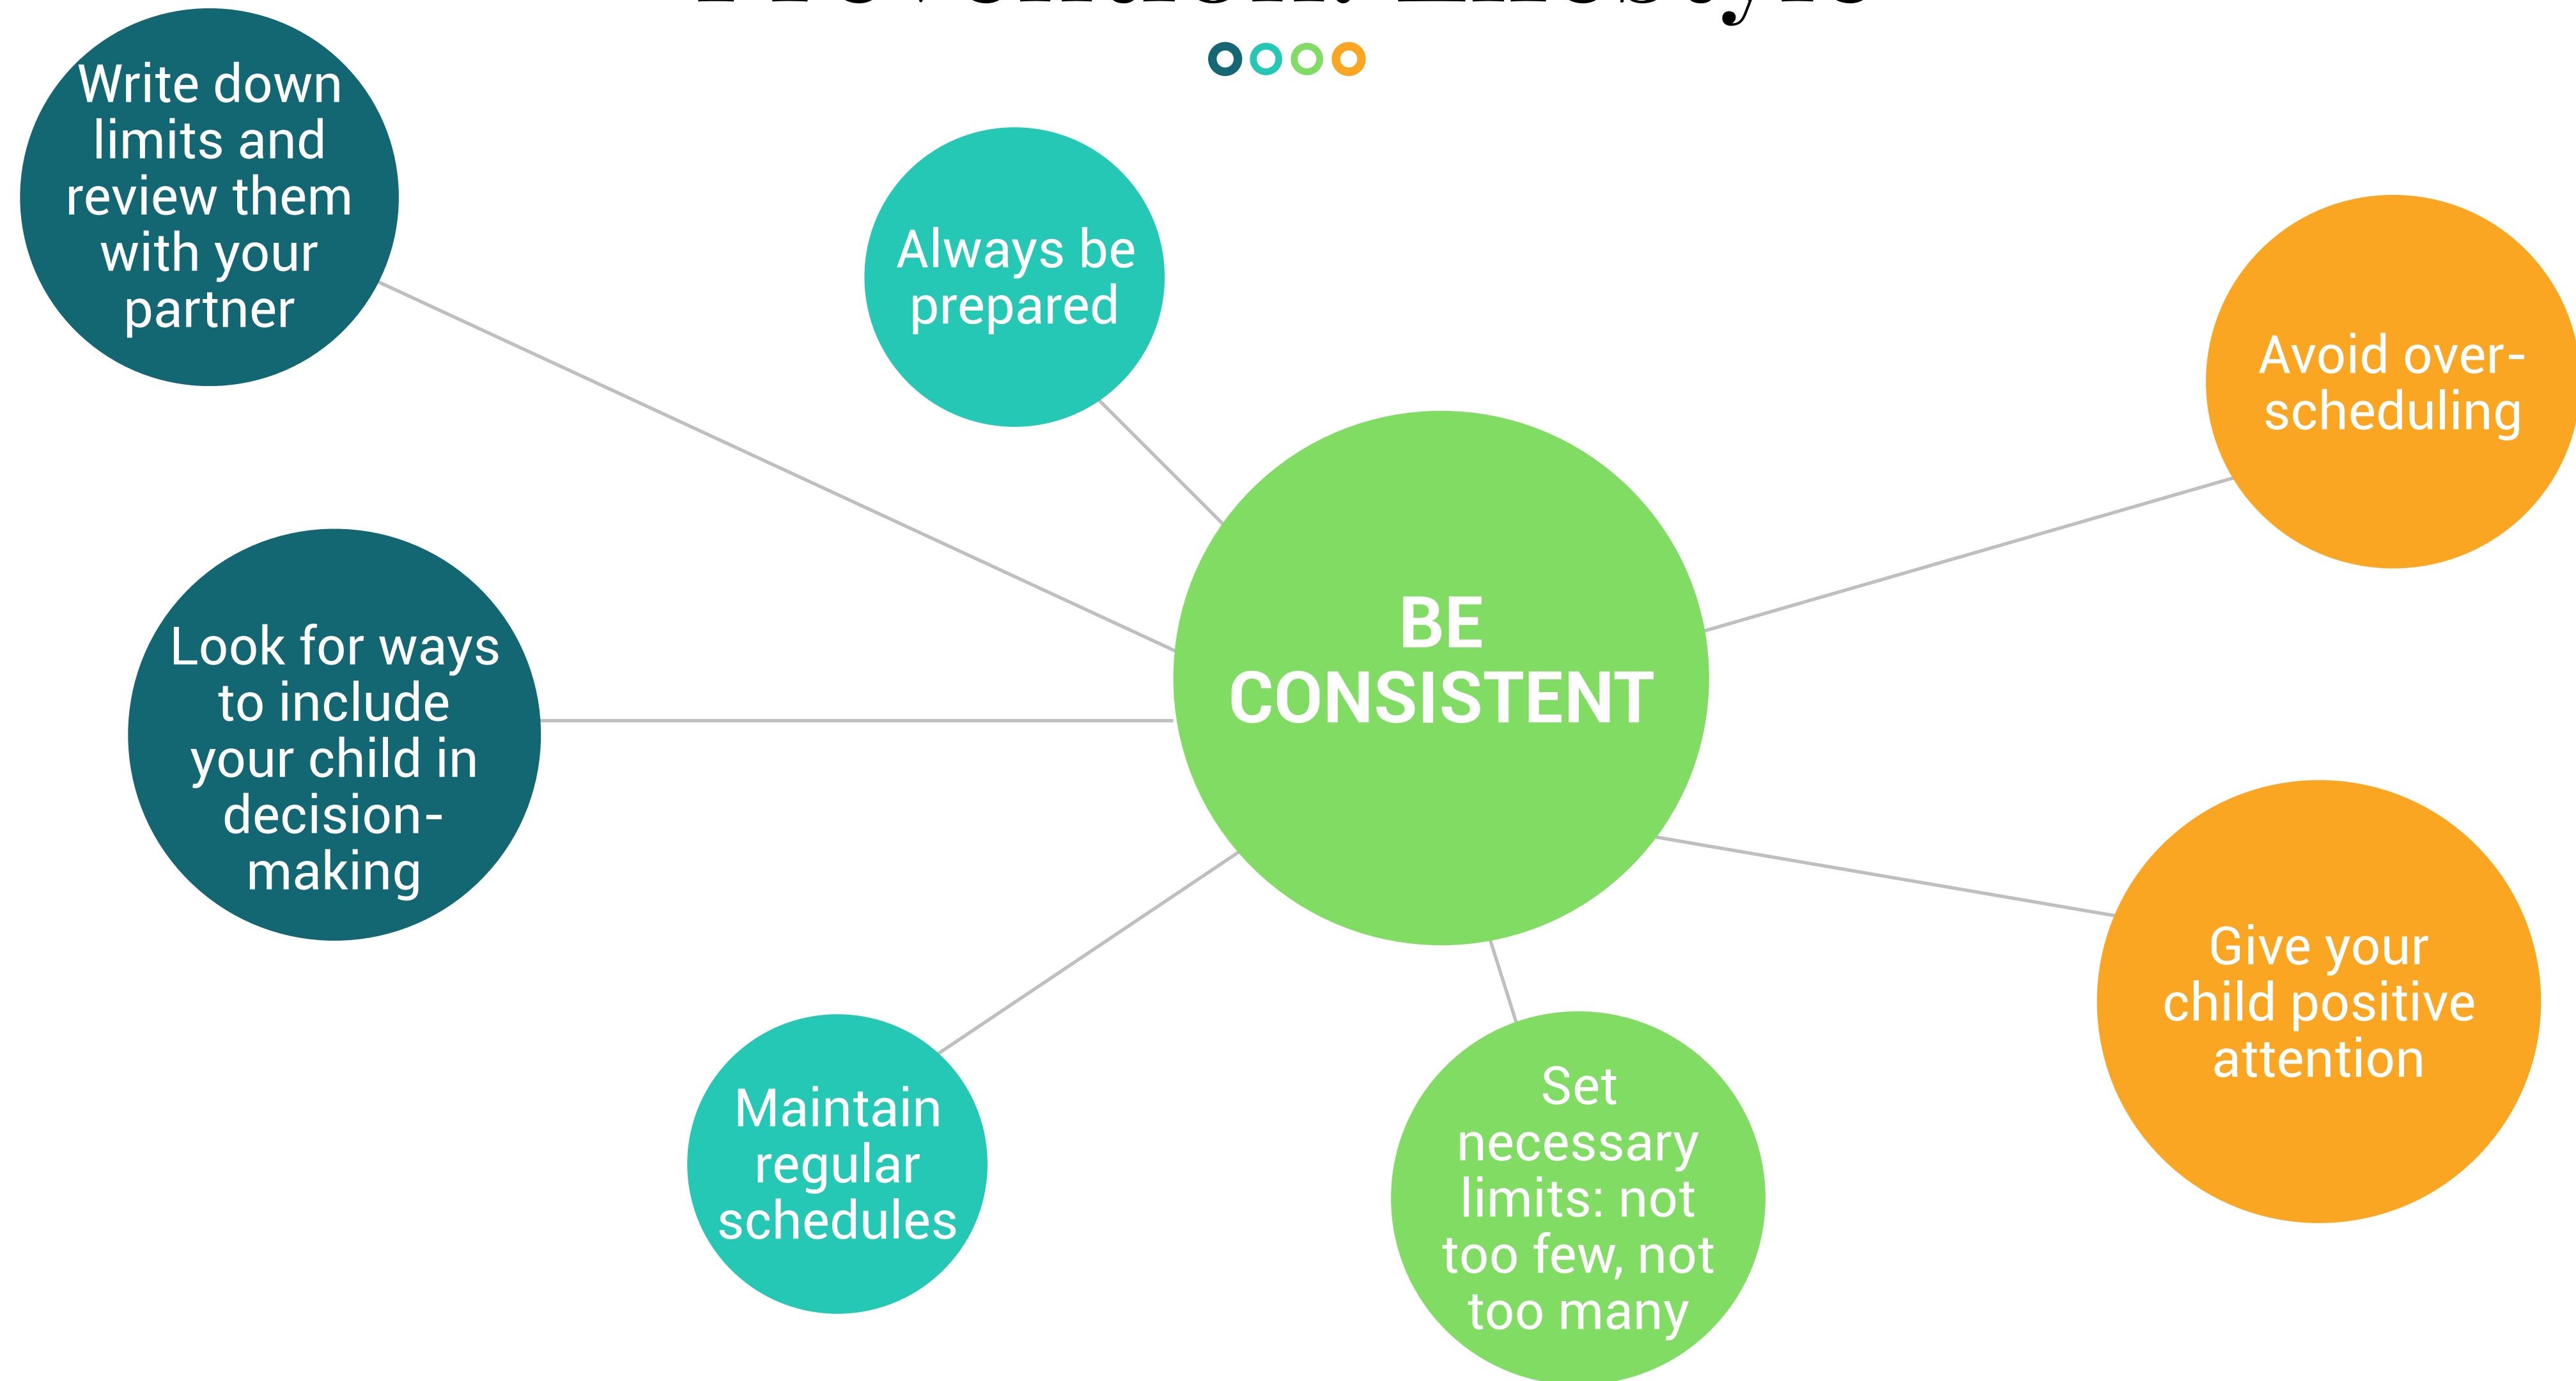 Prevention: Lifestyle
Write down
limits and
review them
with your
partner
Always be
prepared
Avoid over-
scheduling
BE
CONSISTENT
Look for ways
to include
your child in
decision-
making
Give your
child positive
attention
Maintain
regular
schedules
Set
necessary
limits: not
too few, not
too many